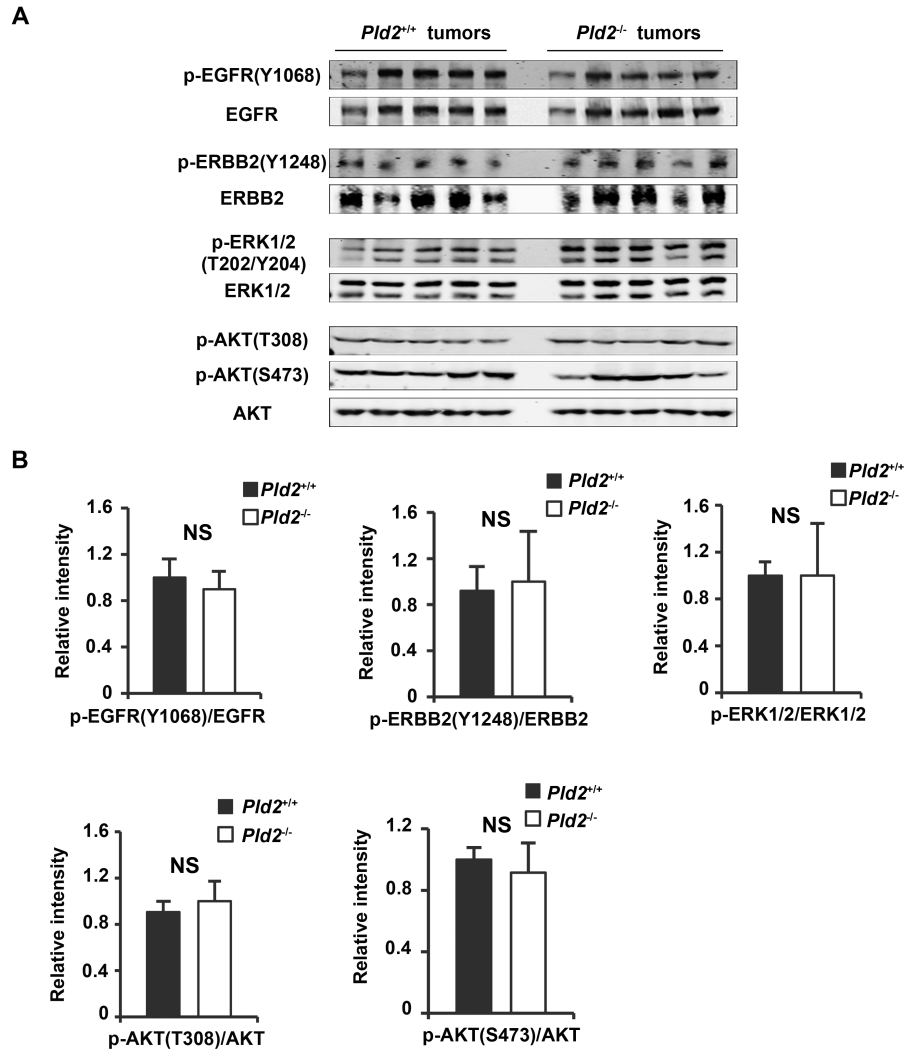 A
Pld2+/+ tumors Pld2-/- tumors
p-EGFR(Y1068)
EGFR
p-ERBB2(Y1248)
ERBB2
p-ERK1/2
(T202/Y204)
ERK1/2
p-AKT(T308)
p-AKT(S473)
AKT
B
Relative intensity
1.6
1.2
0.8
0.4
0
NS
Pld2+/+
Pld2-/-
p-EGFR(Y1068)/EGFR
Relative intensity
1.6
1.2
0.8
0.4
0
NS
Pld2+/+
Pld2-/-
p-ERBB2(Y1248)/ERBB2
Relative intensity
1.6
1.2
0.8
0.4
0
NS
Pld2+/+
Pld2-/-
p-ERK1/2/ERK1/2
Relative intensity
1.6
1.2
0.8
0.4
0
NS
Pld2+/+
Pld2-/-
p-AKT(T308)/AKT
Relative intensity
1.2
0.8
0.4
0
NS
Pld2+/+
Pld2-/-
p-AKT(S473)/AKT